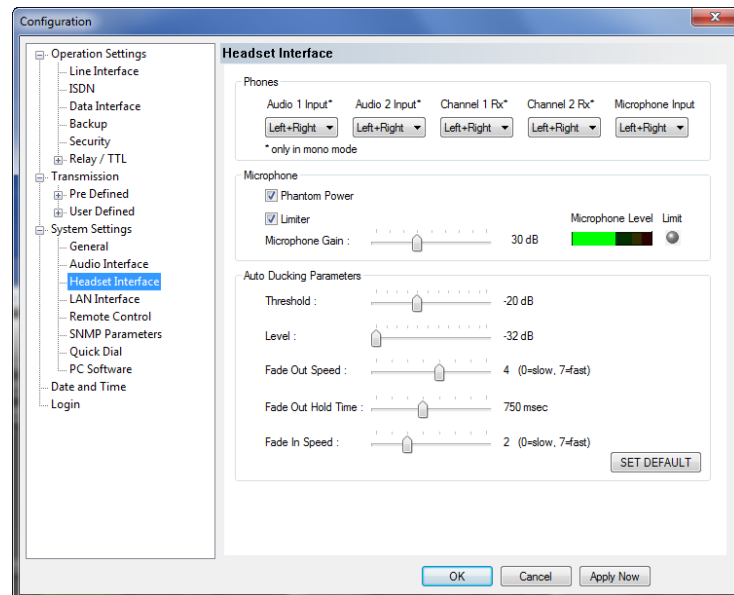 Configuration
Operation Settings
Line Interface
ISDN
Data Interface
Backup
Security
Relay / TTL
Transmission
Pre Defined
User Defined
System Settings
General
Audio Interface
Headset Interface
LAN Interface
Remote Control
SNMP Parameters
Quick Dial
PC Software
Date and Time
Login
Headset Interface
Phones
Audio 1 Input* Audio 2 Input* Channel 1 Rx* Channel 2 Rx* Microphone Input
Left+Right Left+Right Left+Right Left+Right Left+Right
* only in mono mode
Microphone
Phantom Power
Limiter
Microphone Level Limit
Microphone Gain : 30 dB
Auto Ducking Parameters
Threshold : -20 dB
Level : -32 dB
Fade Out Speed : 4 (0=slow, 7=fast)
Fade Out Hold Time : 750 msec
Fade In Speed : 2 (0=slow, 7=fast)
SET DEFAULT
OK Cancel Apply Now